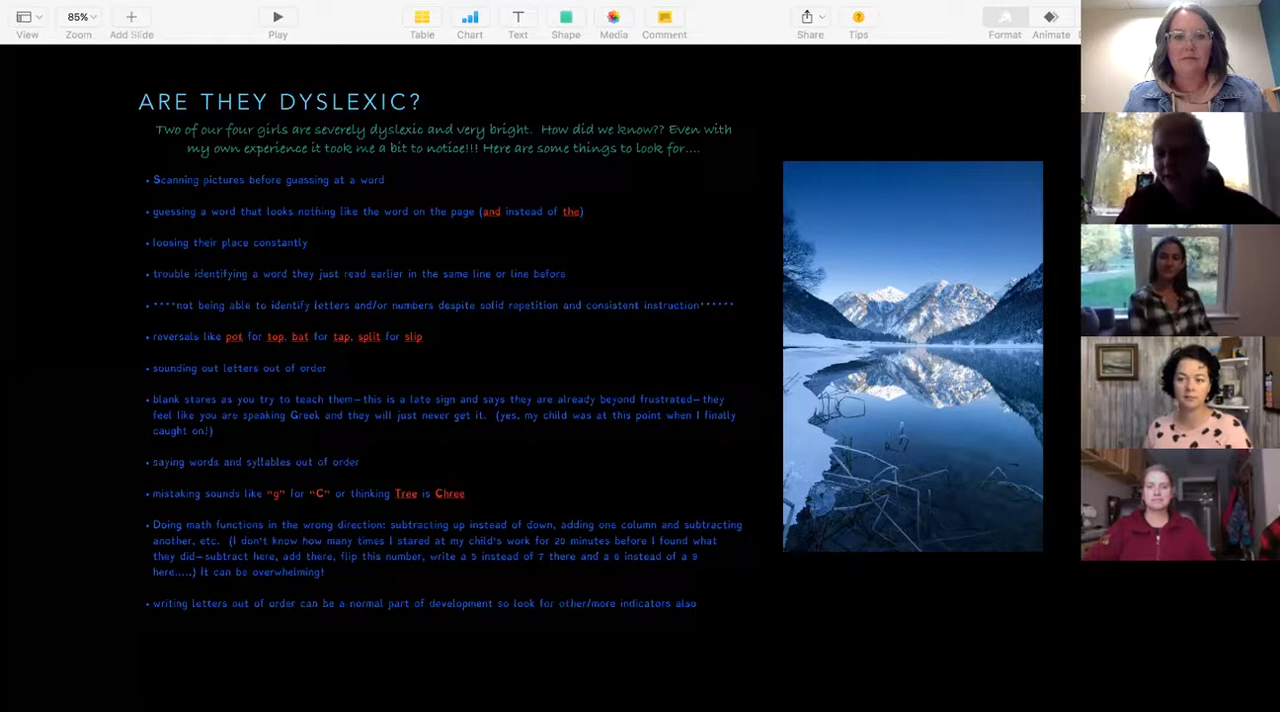 View
85%
Zoom
Add Slide
Play
Table
Chart
Text
Shape
Media
Comment
Share
Tips
Format
Animate
ARE THEY DYSLEXIC?
Two of our four girls are severely dyslexic and very bright. How did we know?? Even with
my own experience it took me a bit to notice!!! Here are some things to look for....
• Scanning pictures before guessing at a word
• guessing a word that looks nothing like the word on the page (and instead of the)
• loosing their place constantly
• trouble identifying a word they just read earlier in the same line or line before
• ****not being able to identify letters and/or numbers despite solid repetition and consistent instruction******
• reversals like pot for top, bat for tap, split for slip
• sounding out letters out of order
• blank stares as you try to teach them—this is a late sign and says they are already beyond frustrated—they
feel like you are speaking Greek and they will just never get it. (yes, my child was at this point when I finally
caught on!)
• saying words and syllables out of order
• mistaking sounds like “g” for “C” or thinking Tree is Chree
• Doing math functions in the wrong direction: subtracting up instead of down, adding one column and subtracting
another, etc. (I don't know how many times I stared at my child's work for 20 minutes before I found what
they did—subtract here, add there, flip this number, write a 5 instead of 7 there and a 6 instead of a 9
here.....) It can be overwhelming!
• writing letters out of order can be a normal part of development so look for other/more indicators also